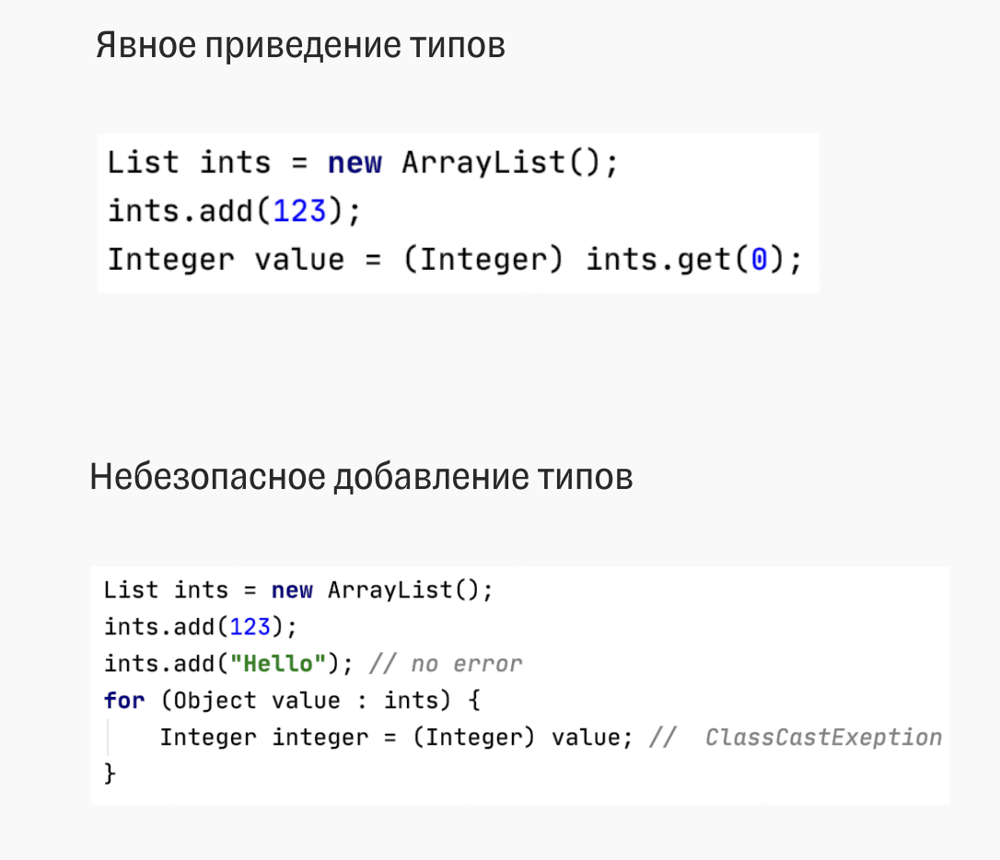 Явное приведение типов
List ints = new ArrayList();
ints.add(123);
Integer value = (Integer) ints.get(0);
Небезопасное добавление типов
List ints = new ArrayList();
ints.add(123);
ints.add("Hello"); // no error
for (Object value : ints) {
    Integer integer = (Integer) value; //  ClassCastExeption
}